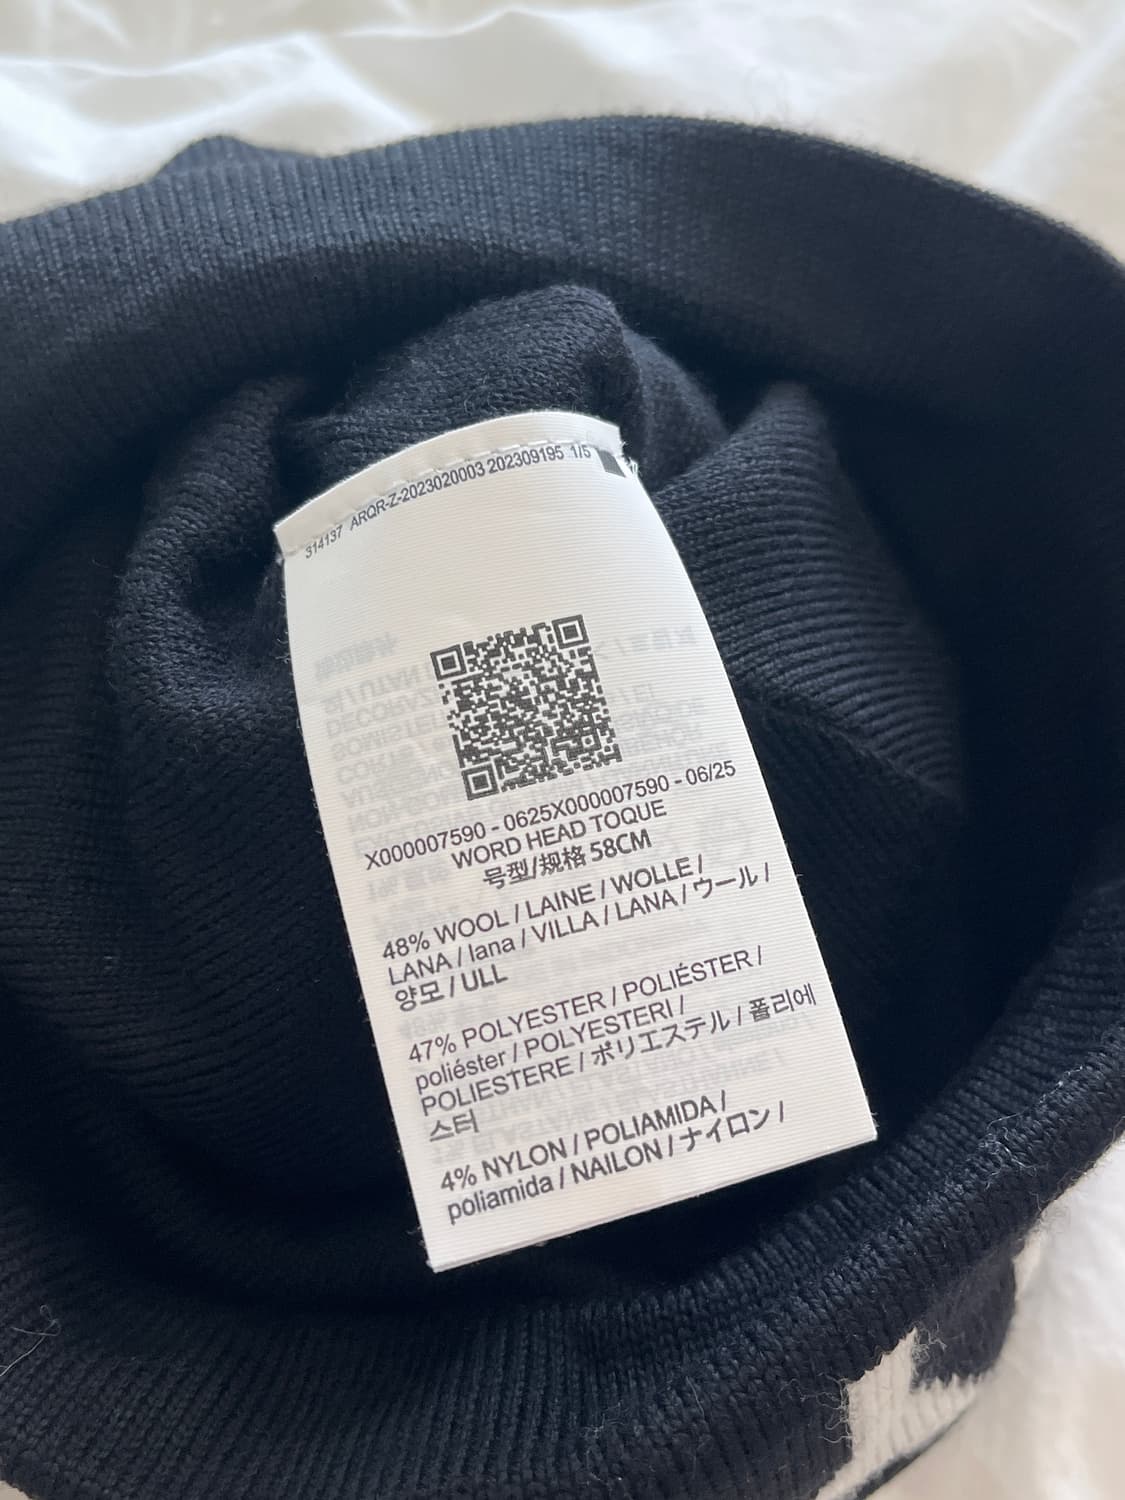 314137 ARQR-Z-2023020003 202309195 1/5
X000007590 - 0625X000007590 - 06/25
WORD HEAD TOQUE
号型/规格 58CM
48% WOOL / LAINE / WOLLE /
LANA / lana / VILLA / LANA / ウール /
양모 / ULL
47% POLYESTER / POLIÉSTER /
poliéster / POLYESTERI /
POLIESTERE / ポリエステル / 폴리에
스터
4% NYLON / POLIAMIDA /
poliamida / NAILON / ナイロン /